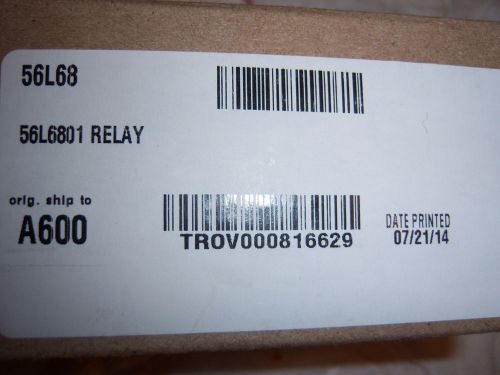 56L68
56L6801 RELAY
orig. ship to
A600
TROV000816629
DATE PRINTED
07/21/14